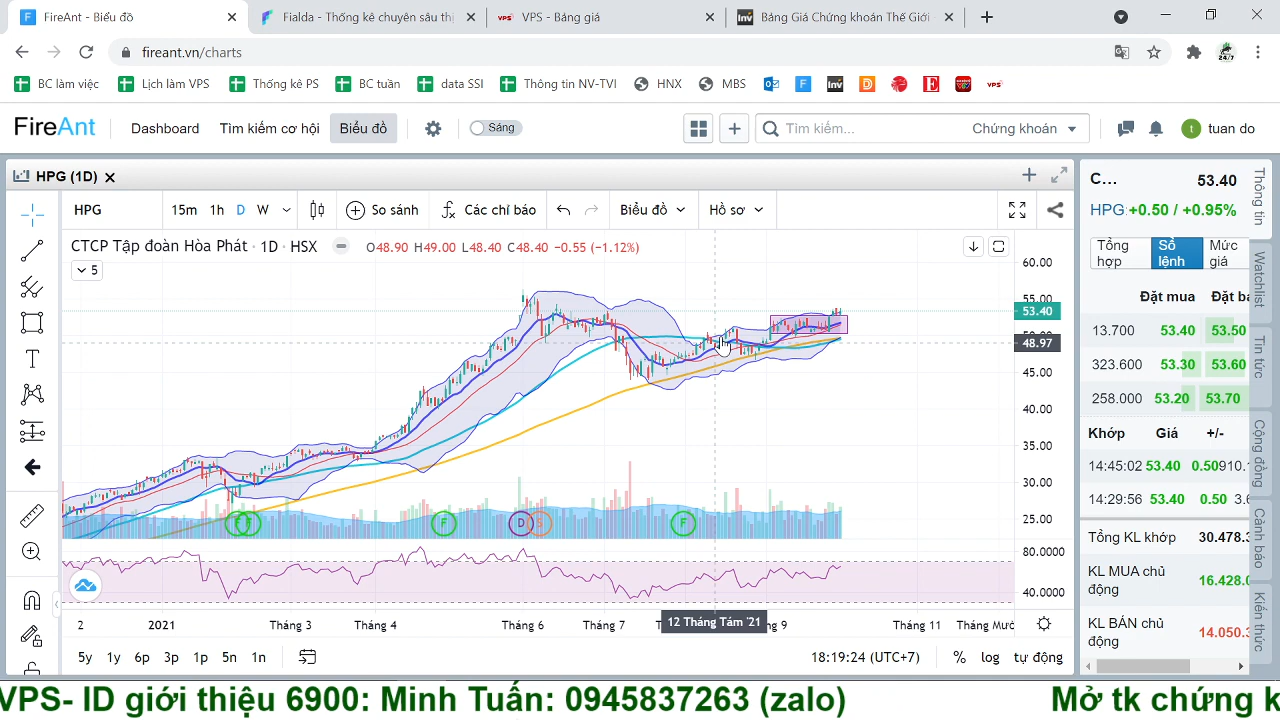 FireAnt - Biểu đồ
Fialda - Thống kê chuyên sâu thị
VPS - Bảng giá
Bảng Giá Chứng khoán Thế Giới
fireant.vn/charts
BC làm việc
Lịch làm VPS
Thống kê PS
BC tuần
data SSI
Thông tin NV-TVI
HNX
MBS
FireAnt
Dashboard
Tìm kiếm cơ hội
Biểu đồ
Sáng
Tìm kiếm...
Chứng khoán
tuan do
HPG (1D)
HPG
15m 1h D W
So sánh
Các chỉ báo
Biểu đồ
Hồ sơ
CTCP Tập đoàn Hòa Phát · 1D · HSX
O48.90 H49.00 L48.40 C48.40 -0.55 (-1.12%)
5
60.00
55.00
53.40
48.97
45.00
40.00
35.00
30.00
25.00
80.0000
40.0000
F
D
S
F
2 2021 Tháng 3 Tháng 4 Tháng 6 Tháng 7 12 Tháng Tám '21 Tháng 11
5y 1y 6p 3p 1p 5n 1n
18:19:24 (UTC+7)
% log tự động
C... 53.40
HPG: +0.50 / +0.95%
Tổng hợp
Sổ lệnh
Mức giá
Đặt mua
13.700 53.40 53.50
323.600 53.30 53.60
258.000 53.20 53.70
Khớp Giá +/-
14:45:02 53.40 0.50
14:29:56 53.40 0.50
Tổng KL khớp 30.478.3
KL MUA chủ động 16.428.0
KL BÁN chủ động 14.050.3
Thông tin
Watchlist
Tin tức
Cộng đồng
Cảnh báo
Kiến thức
VPS- ID giới thiệu 6900: Minh Tuấn: 0945837263 (zalo)
Mở tk chứng k